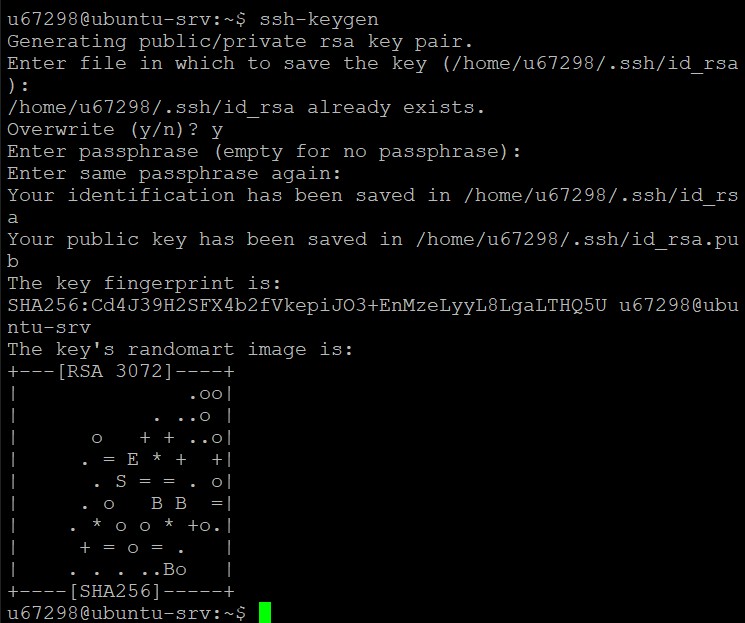 u67298@ubuntu-srv:~$ ssh-keygen
Generating public/private rsa key pair.
Enter file in which to save the key (/home/u67298/.ssh/id_rsa
):
/home/u67298/.ssh/id_rsa already exists.
Overwrite (y/n)? y
Enter passphrase (empty for no passphrase):
Enter same passphrase again:
Your identification has been saved in /home/u67298/.ssh/id_rs
a
Your public key has been saved in /home/u67298/.ssh/id_rsa.pu
b
The key fingerprint is:
SHA256:Cd4J39H2SFX4b2fVkepiJO3+EnMzeLyyL8LgaLTHQ5U u67298@ubu
ntu-srv
The key's randomart image is:
+---[RSA 3072]----+
|              .oo|
|           . ..o |
|      o   + + ..o|
|     . = E * +  +|
|      . S = = . o|
|     . o   B B  =|
|    . * o o * +o.|
|     + = o = .   |
|    . . . ..Bo   |
+----[SHA256]-----+
u67298@ubuntu-srv:~$